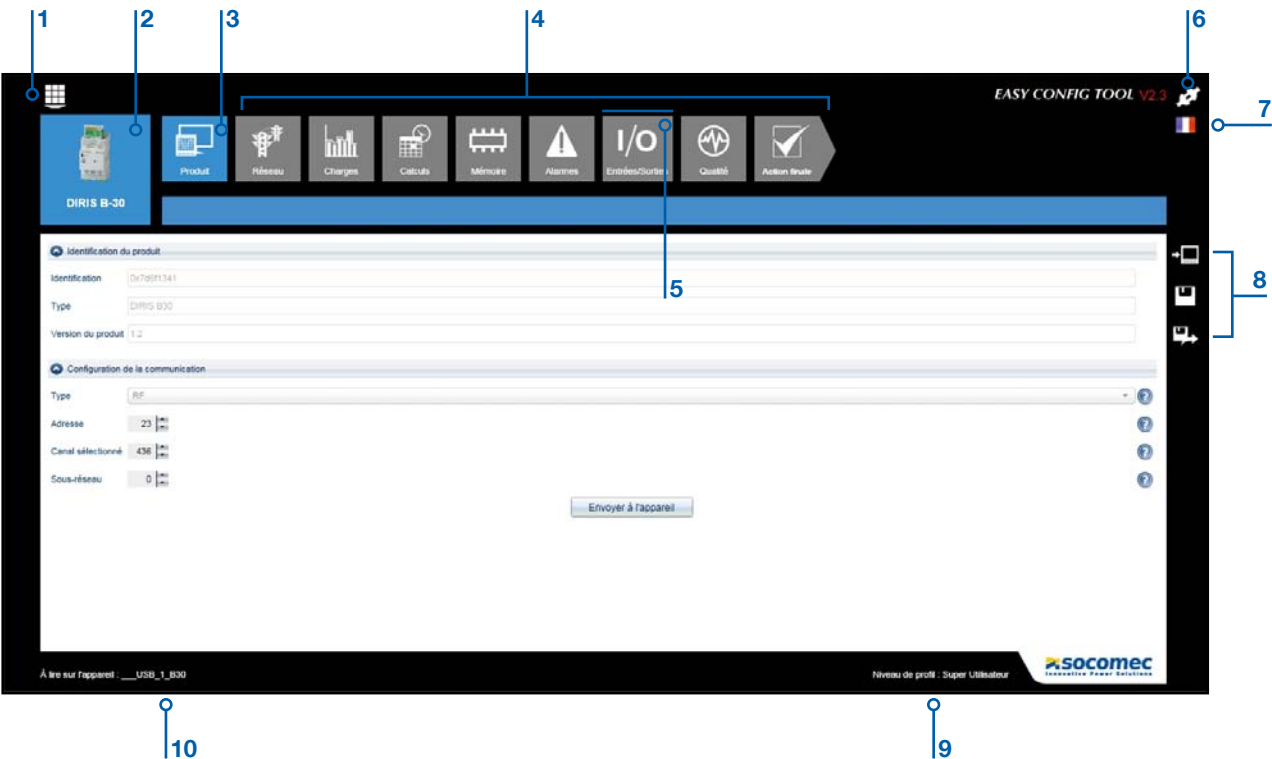 1
2
3
4
6
EASY CONFIG TOOL V2.3
7
Produit
Réseau
Charges
Calculs
Mémoire
Alarmes
I/O
Entrées/Sorties
Qualité
Action finale
DIRIS B-30
5
8
Identification du produit
Identification 0x7d6f1341
Type DIRIS B30
Version du produit 1.2
Configuration de la communication
Type RF
Adresse 23
Canal sélectionné 436
Sous-réseau 0
Envoyer à l'appareil
À lire sur l'appareil : ___USB_1_B30
Niveau de profil : Super Utilisateur
socomec
Innovative Power Solutions
10
9